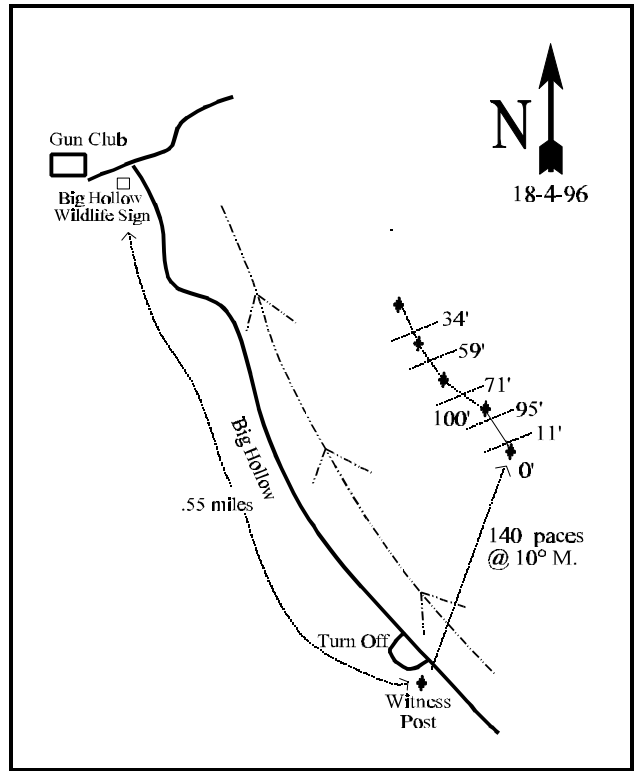 Gun Club
N
18-4-96
Big Hollow
Wildlife Sign
34'
59'
71'
100'
95'
11'
0'
Big Hollow
.55 miles
140 paces
@ 10° M.
Turn Off
Witness
Post